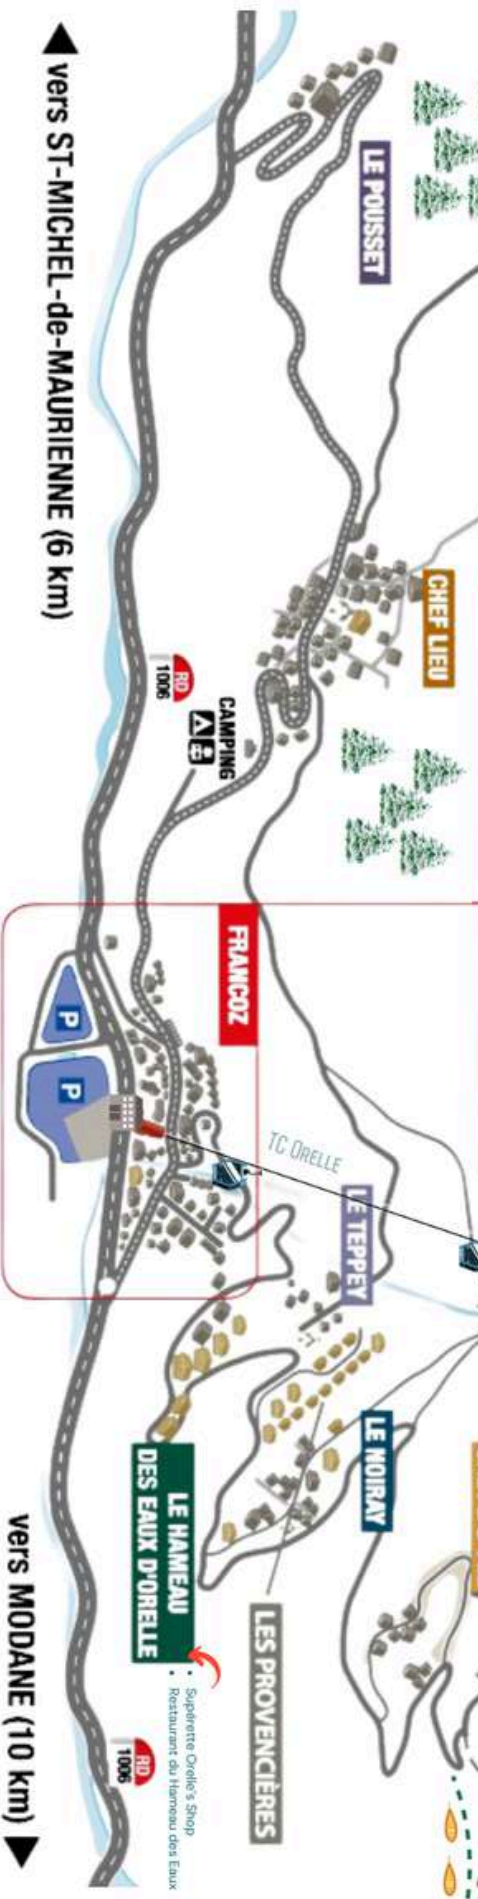 LE POUSSET
CHEF LIEU
CAMPING
RD
1006
vers ST-MICHEL-de-MAURIENNE (6 km)
FRANCOZ
P
P
TC ORELLE
LE TEPPEY
LE NOIRAY
LE HAMEAU
DES EAUX D'ORELLE
• Supérette Orelle's Shop
• Restaurant du Hameau des Eaux
LES PROVENCIÈRES
RD
1006
vers MODANE (10 km)